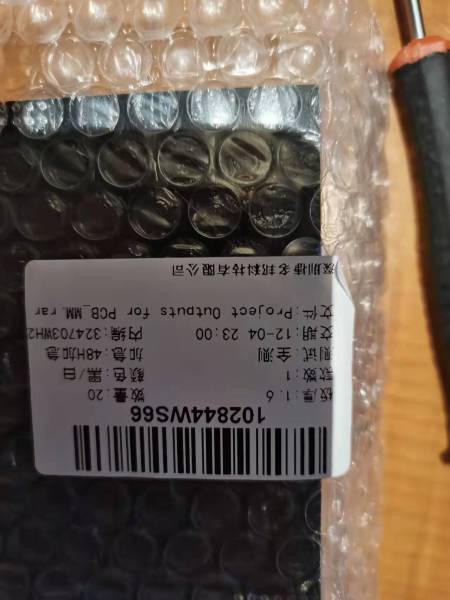 102844WS66
板厚:1.6 数量:20
款数:1 颜色:黑/白
测试 全测 加急:48H加急
交期:12-04 23:00 内编:324703WH2
文件:Project Outputs for PCB_MM.rar
深圳捷多邦科技有限公司